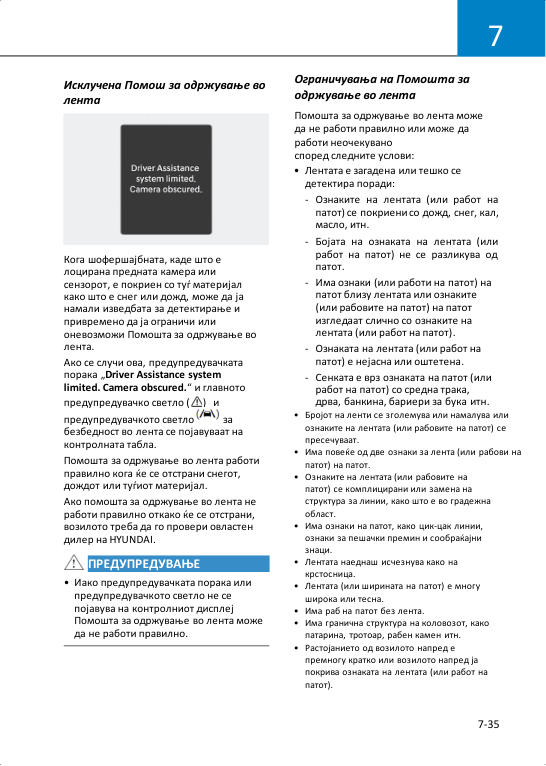 7
Исклучена Помош за одржување во
лента
Driver Assistance
system limited.
Camera obscured.
Кога шофершајбната, каде што е
лоцирана предната камера или
сензорот, е покриен со туѓ материјал
како што е снег или дожд, може да ја
намали изведбата за детектирање и
привремено да ја ограничи или
оневозможи Помошта за одржување во
лента.
Ако се случи ова, предупредувачката
порака „Driver Assistance system
limited. Camera obscured.“ и главното
предупредувачко светло (⚠) и
предупредувачкото светло за
безбедност во лента се појавуваат на
контролната табла.
Помошта за одржување во лента работи
правилно кога ќе се отстрани снегот,
дождот или туѓиот материјал.
Ако помошта за одржување во лента не
работи правилно откако ќе се отстрани,
возилото треба да го провери овластен
дилер на HYUNDAI.
ПРЕДУПРЕДУВАЊЕ
• Иако предупредувачката порака или
предупредувачкото светло не се
појавува на контролниот дисплеј
Помошта за одржување во лента може
да не работи правилно.
Ограничувања на Помошта за
одржување во лента
Помошта за одржување во лента може
да не работи правилно или може да
работи неочекувано
според следните услови:
• Лентата е загадена или тешко се
детектира поради:
- Ознаките на лентата (или работ на
патот) се покриени со дожд, снег, кал,
масло, итн.
- Бојата на ознаката на лентата (или
работ на патот) не се разликува од
патот.
- Има ознаки (или работи на патот) на
патот близу лентата или ознаките
(или рабовите на патот) на патот
изгледаат слично со ознаките на
лентата (или работ на патот).
- Ознаката на лентата (или работ на
патот) е нејасна или оштетена.
- Сенката е врз ознаката на патот (или
работ на патот) со средна трака,
дрва, банкина, бариери за бука итн.
• Бројот на ленти се зголемува или намалува или
ознаките на лентата (или рабовите на патот) се
пресечуваат.
• Има повеќе од две ознаки за лента (или рабови на
патот) на патот.
• Ознаките на лентата (или рабовите на
патот) се комплицирани или замена на
структура за линии, како што е во градежна
област.
• Има ознаки на патот, како цик-цак линии,
ознаки за пешачки премин и сообраќајни
знаци.
• Лентата наеднаш исчезнува како на
крстосница.
• Лентата (или ширината на патот) е многу
широка или тесна.
• Има раб на патот без лента.
• Има гранична структура на коловозот, како
патарина, тротоар, рабен камен итн.
• Растојанието од возилото напред е
премногу кратко или возилото напред ја
покрива ознаката на лентата (или работ на
патот).
7-35